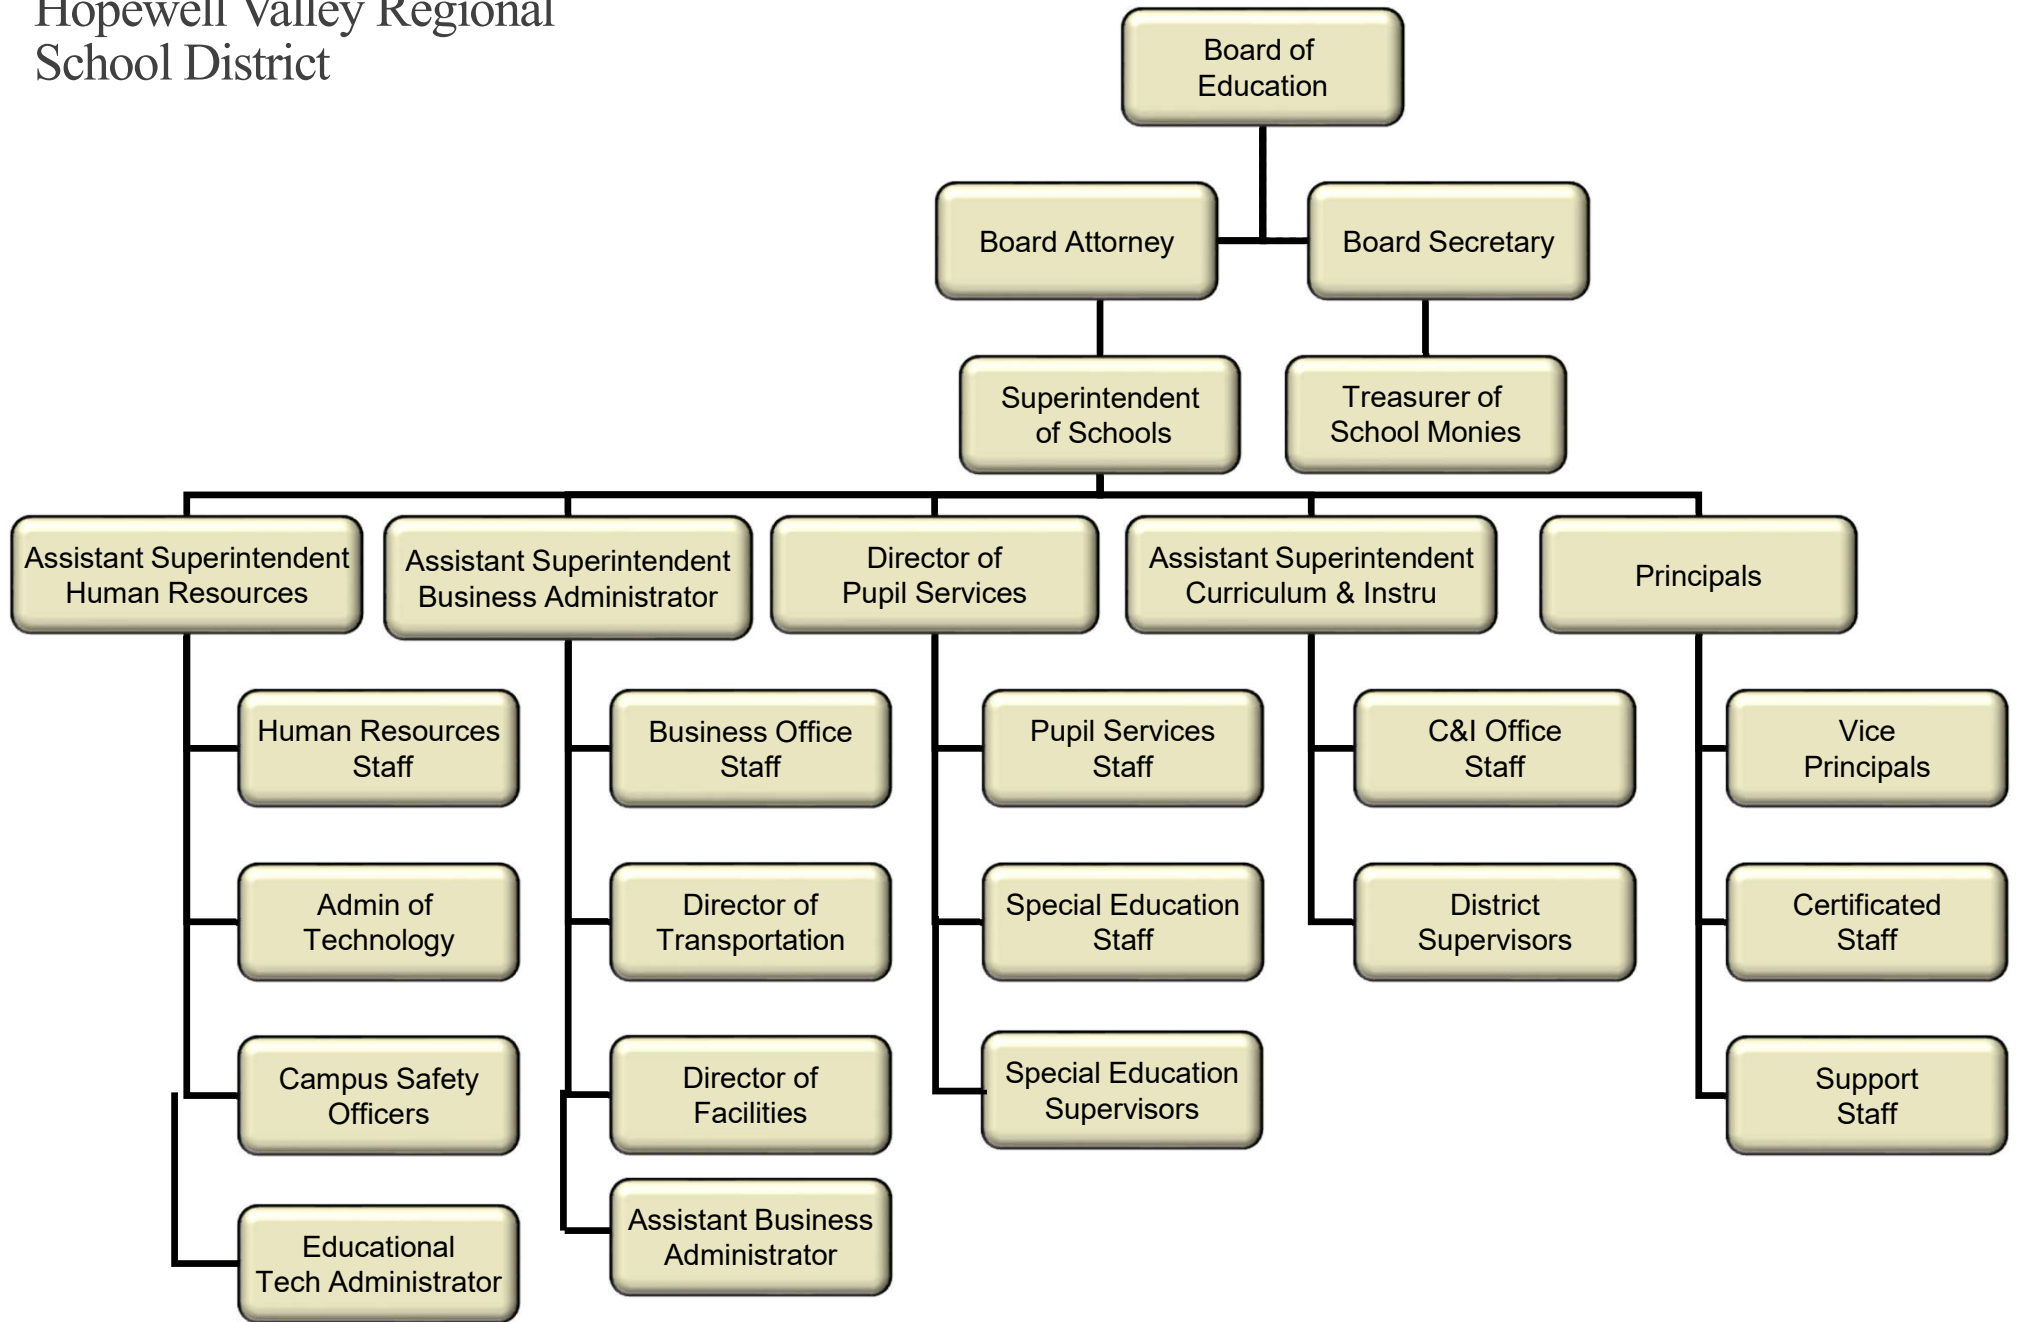 Hopewell Valley Regional
School District
Board of
Education
Board Attorney
Board Secretary
Superintendent
of Schools
Treasurer of
School Monies
Assistant Superintendent
Human Resources
Assistant Superintendent
Business Administrator
Director of
Pupil Services
Assistant Superintendent
Curriculum & Instru
Principals
Human Resources
Staff
Business Office
Staff
Pupil Services
Staff
C&I Office
Staff
Vice
Principals
Admin of
Technology
Director of
Transportation
Special Education
Staff
District
Supervisors
Certificated
Staff
Campus Safety
Officers
Director of
Facilities
Special Education
Supervisors
Support
Staff
Educational
Tech Administrator
Assistant Business
Administrator